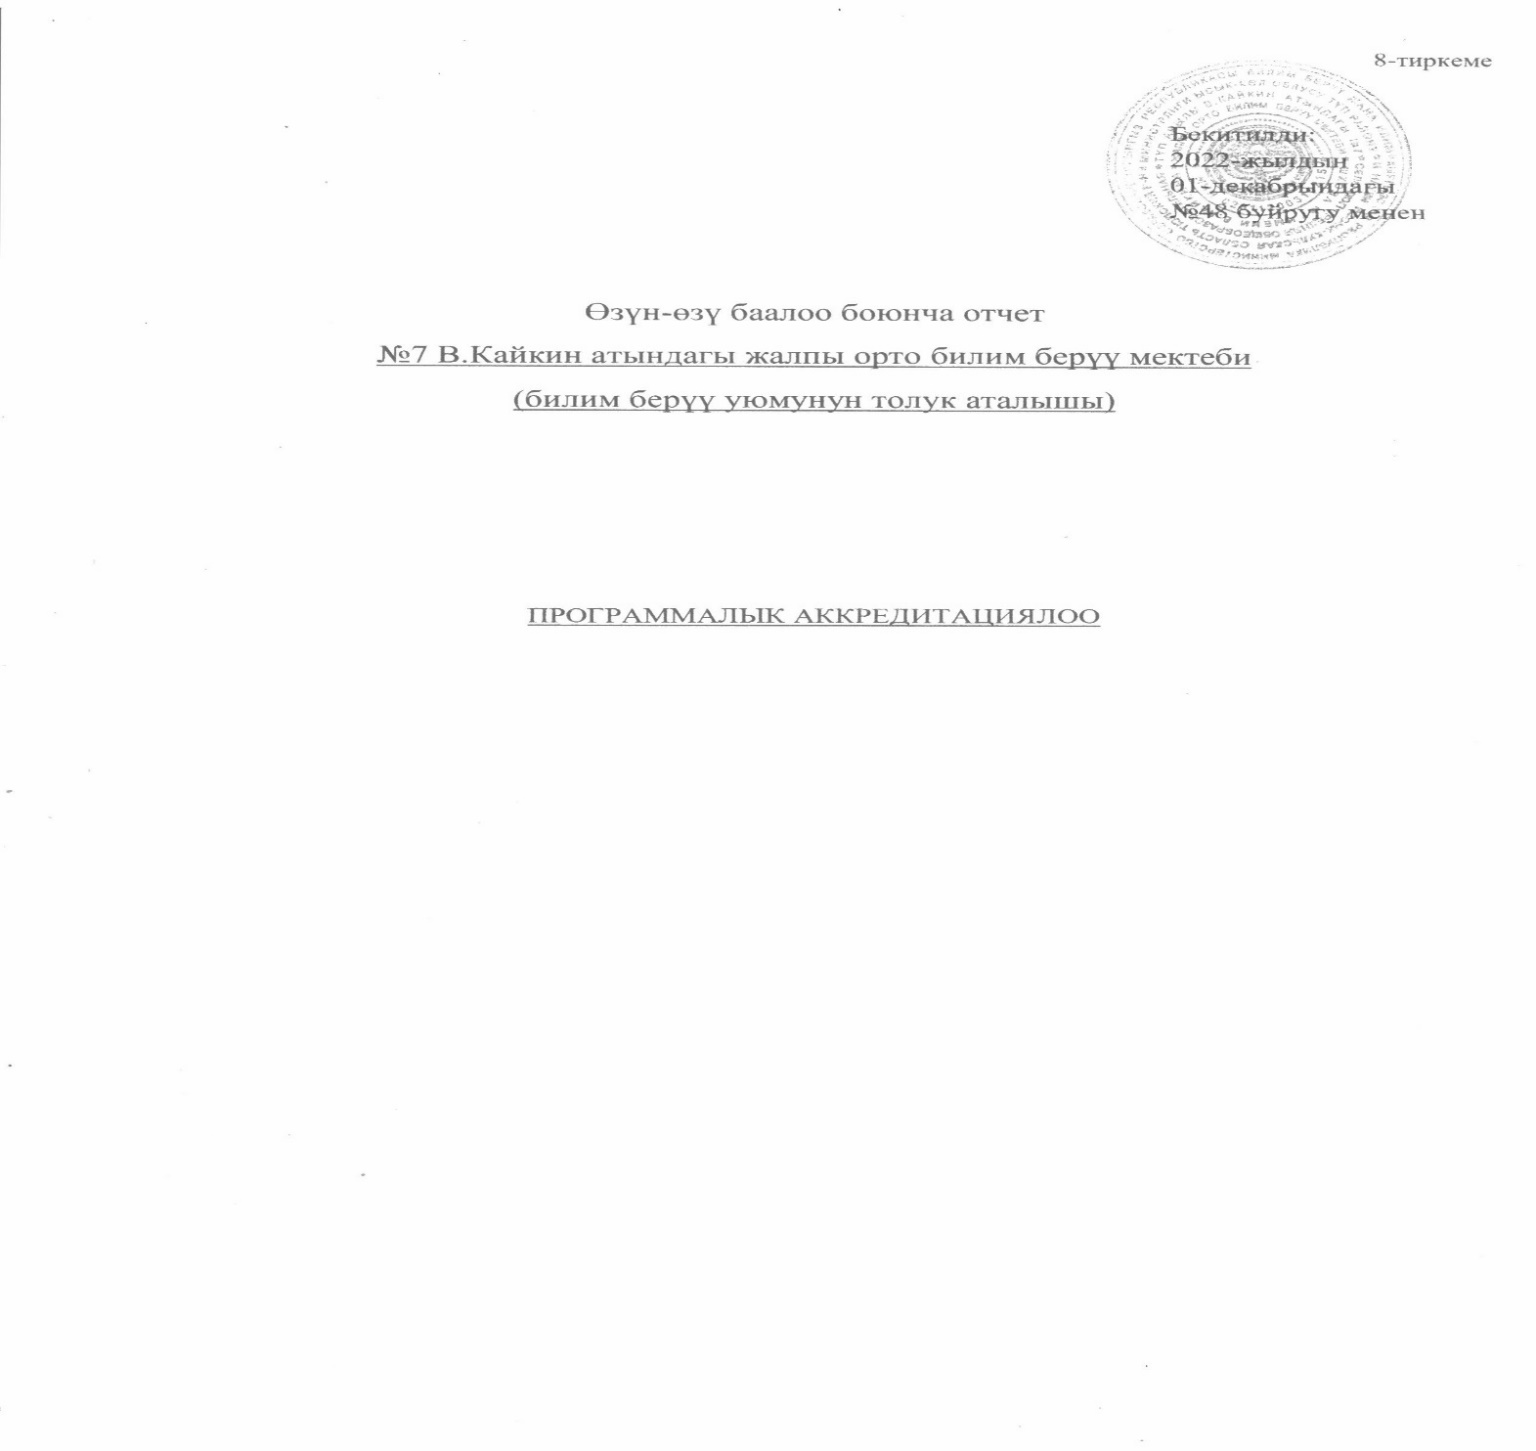 8-тиркеме
Бекитилди:
2022-жылдын
01-декабрындагы
№48 буйругу менен
Өзүн-өзү баалоо боюнча отчет
№7 В.Кайкин атындагы жалпы орто билим берүү мектеби
(билим берүү уюмунун толук аталышы)
ПРОГРАММАЛЫК АККРЕДИТАЦИЯЛОО